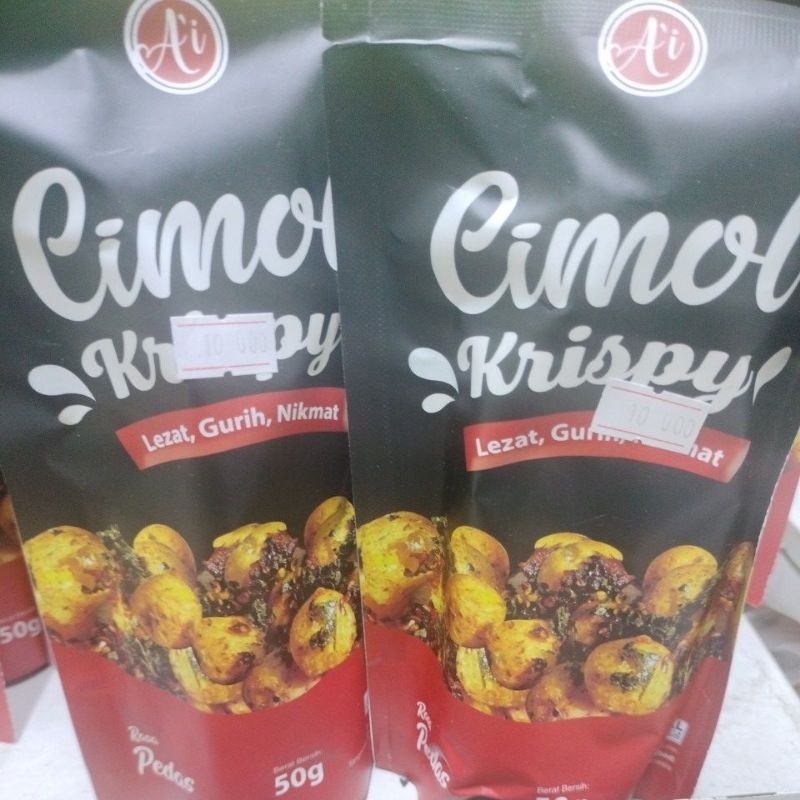 A'i
Cimol
Krispy
10 000
Lezat, Gurih, Nikmat
Rasa
Pedas
Berat Bersih:
50g
A'i
Cimol
Krispy
10 000
Lezat, Gurih,
Rasa
Pedas
Berat Bersih:
50g